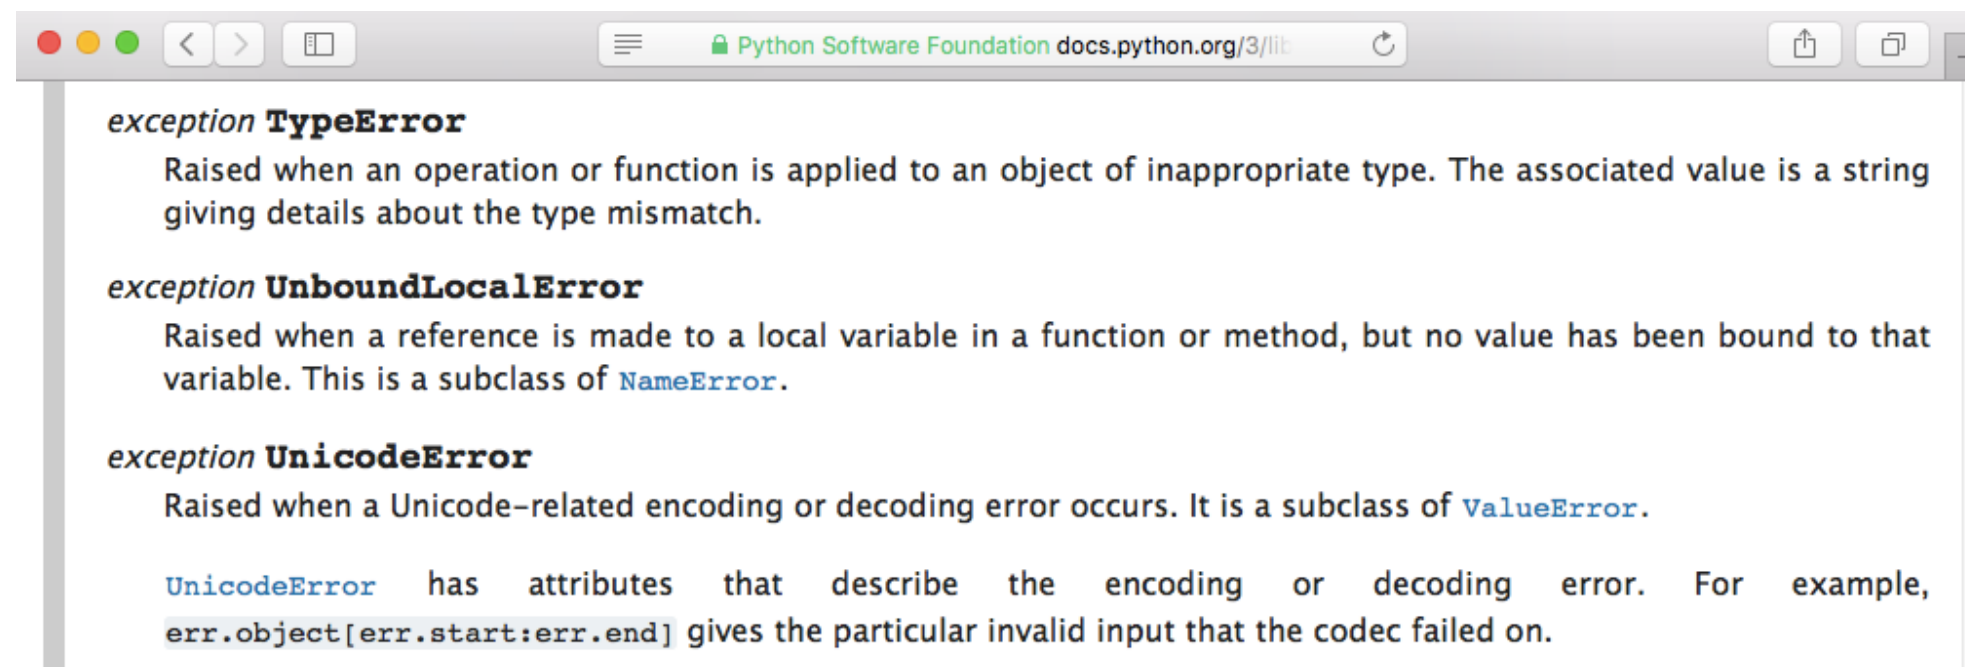 Python Software Foundation docs.python.org/3/lib
exception TypeError
Raised when an operation or function is applied to an object of inappropriate type. The associated value is a string
giving details about the type mismatch.
exception UnboundLocalError
Raised when a reference is made to a local variable in a function or method, but no value has been bound to that
variable. This is a subclass of NameError.
exception UnicodeError
Raised when a Unicode-related encoding or decoding error occurs. It is a subclass of ValueError.
UnicodeError has attributes that describe the encoding or decoding error. For example,
err.object[err.start:err.end] gives the particular invalid input that the codec failed on.